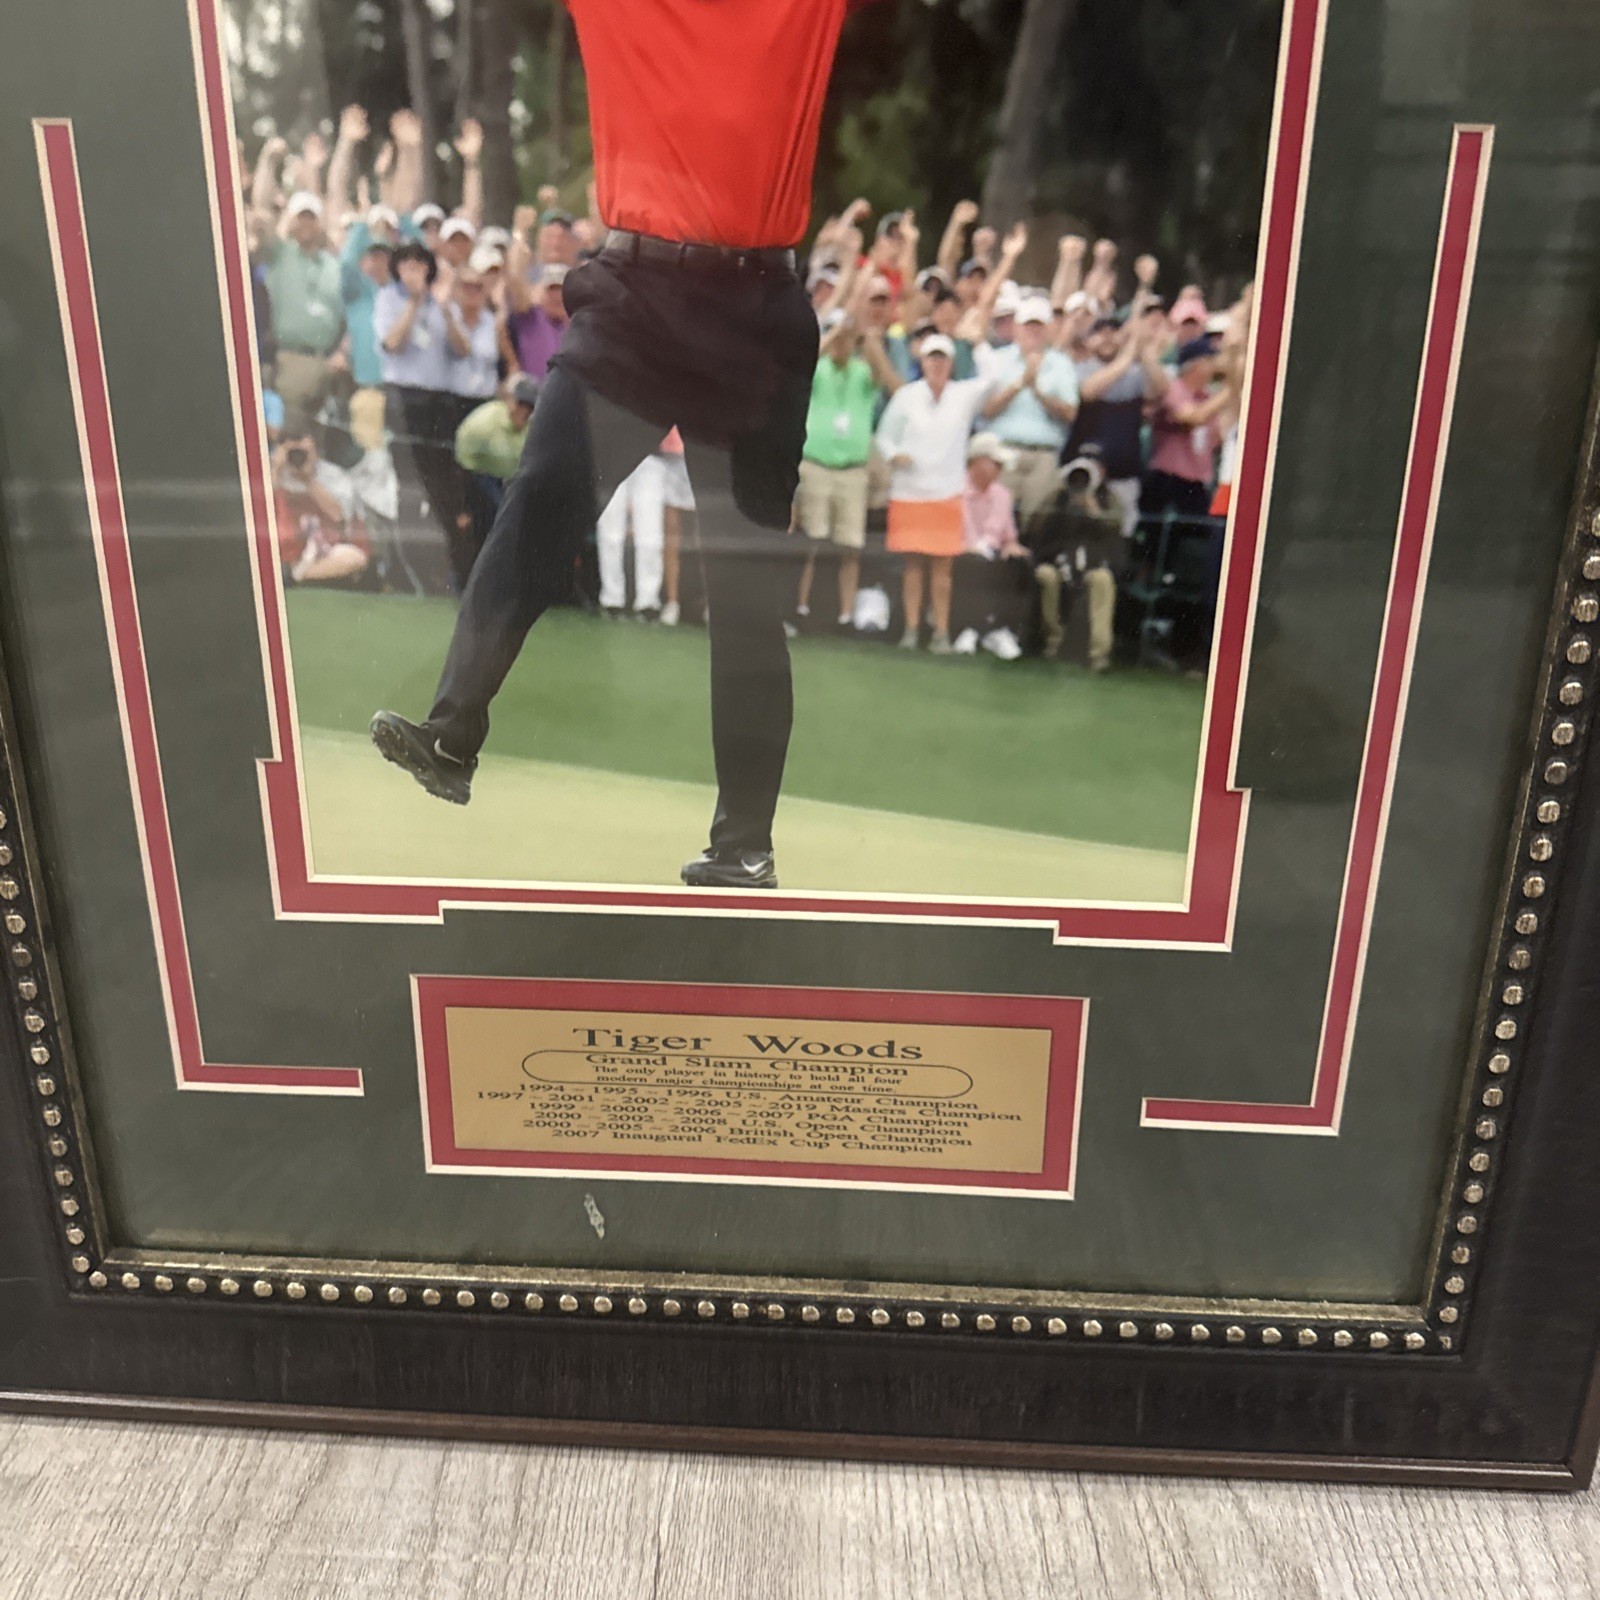 Tiger Woods
Grand Slam Champion
The only player in history to hold all four
modern major championships at one time.
1994 ~ 1995 ~ 1996 U.S. Amateur Champion
1997 ~ 2001 ~ 2002 ~ 2005 ~ 2019 Masters Champion
1999 ~ 2000 ~ 2006 ~ 2007 PGA Champion
2000 ~ 2002 ~ 2008 U.S. Open Champion
2000 ~ 2005 ~ 2006 British Open Champion
2007 Inaugural FedEx Cup Champion